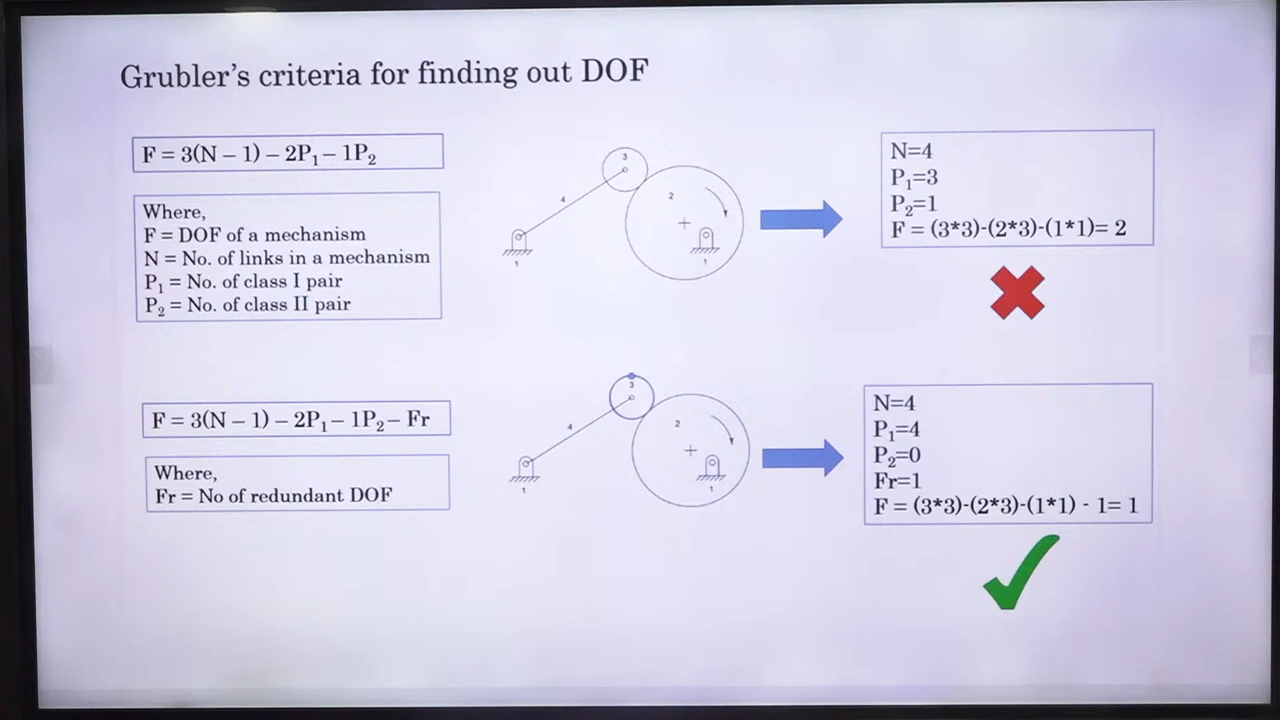 Grubler's criteria for finding out DOF
F = 3(N – 1) – 2P₁ – 1P₂
Where,
F = DOF of a mechanism
N = No. of links in a mechanism
P₁ = No. of class I pair
P₂ = No. of class II pair
3
4
2
1
1
N=4
P₁=3
P₂=1
F = (3*3)-(2*3)-(1*1)= 2
F = 3(N – 1) – 2P₁ – 1P₂ – Fr
Where,
Fr = No of redundant DOF
3
4
2
1
1
N=4
P₁=4
P₂=0
Fr=1
F = (3*3)-(2*3)-(1*1) - 1= 1